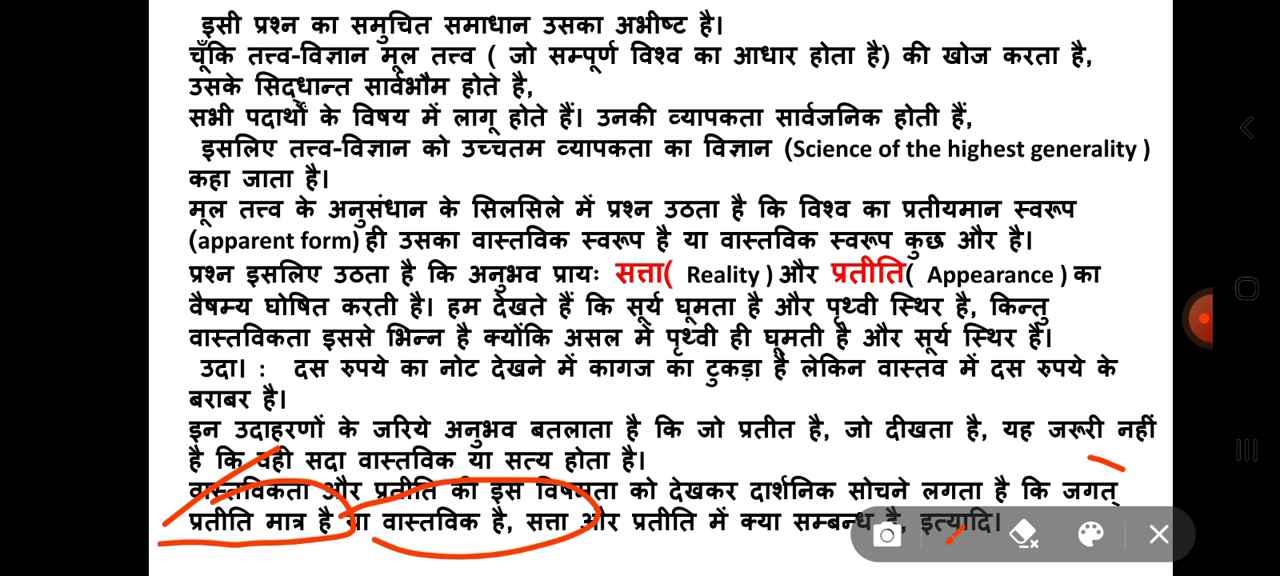 इसी प्रश्न का समुचित समाधान उसका अभीष्ट है।
चूँकि तत्त्व-विज्ञान मूल तत्त्व ( जो सम्पूर्ण विश्व का आधार होता है) की खोज करता है,
उसके सिद्धान्त सार्वभौम होते है,
सभी पदार्थों के विषय में लागू होते हैं। उनकी व्यापकता सार्वजनिक होती हैं,
इसलिए तत्त्व-विज्ञान को उच्चतम व्यापकता का विज्ञान (Science of the highest generality )
कहा जाता है।
मूल तत्त्व के अनुसंधान के सिलसिले में प्रश्न उठता है कि विश्व का प्रतीयमान स्वरूप
(apparent form) ही उसका वास्तविक स्वरूप है या वास्तविक स्वरूप कुछ और है।
प्रश्न इसलिए उठता है कि अनुभव प्रायः सत्ता( Reality ) और प्रतीति( Appearance ) का
वैषम्य घोषित करती है। हम देखते हैं कि सूर्य घूमता है और पृथ्वी स्थिर है, किन्तु
वास्तविकता इससे भिन्न है क्योंकि असल में पृथ्वी ही घूमती है और सूर्य स्थिर है।
उदा। : दस रुपये का नोट देखने में कागज का टुकड़ा है लेकिन वास्तव में दस रुपये के
बराबर है।
इन उदाहरणों के जरिये अनुभव बतलाता है कि जो प्रतीत है, जो दीखता है, यह जरूरी नहीं
है कि वही सदा वास्तविक या सत्य होता है।
वास्तविकता और प्रतीति की इस विषमता को देखकर दार्शनिक सोचने लगता है कि जगत्
प्रतीति मात्र है या वास्तविक है, सत्ता और प्रतीति में क्या सम्बन्ध है, इत्यादि।